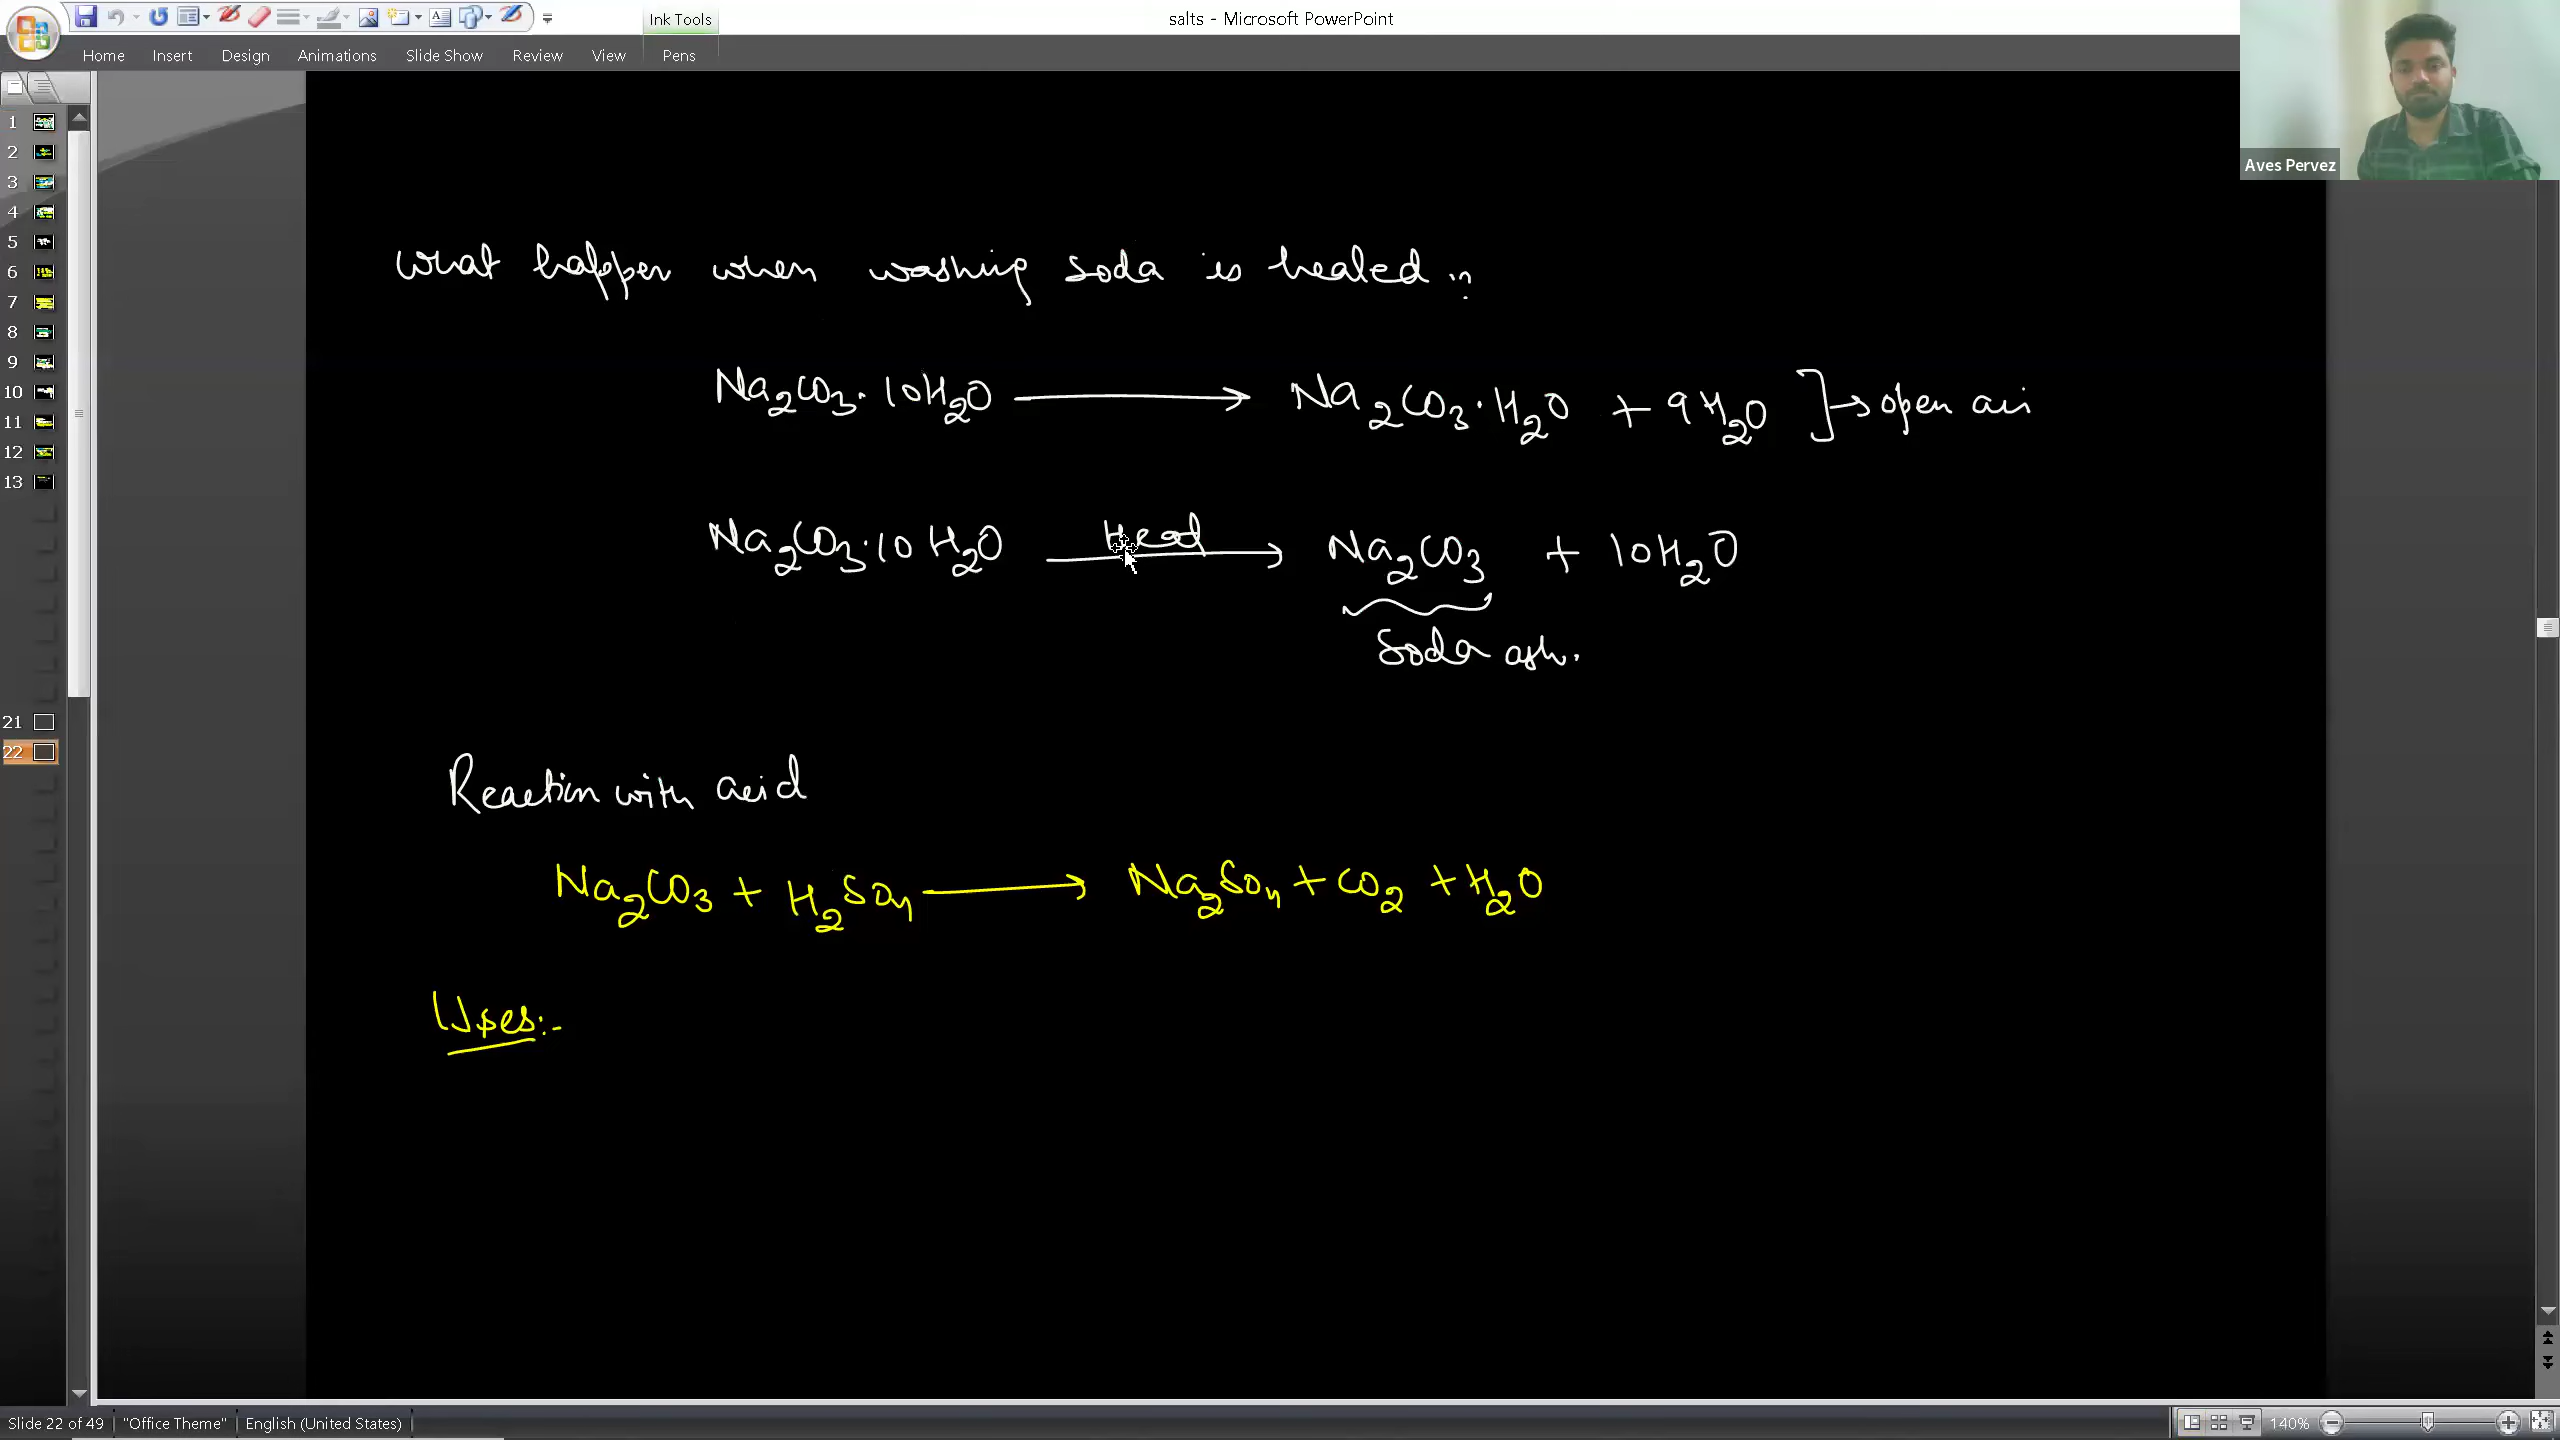 Ink Tools
salts - Microsoft PowerPoint
Home Insert Design Animations Slide Show Review View Pens
Aves Pervez
1
2
3
4
5
6
7
8
9
10
11
12
13
21
22
what happen when washing soda is heated ??
Na₂CO₃·10H₂O → Na₂CO₃·H₂O + 9H₂O ] → open air
Na₂CO₃·10H₂O Heat → Na₂CO₃ + 10H₂O
Soda ash.
Reaction with acid
Na₂CO₃ + H₂SO₄ → Na₂SO₄ + CO₂ + H₂O
Uses:-
Slide 22 of 49 "Office Theme" English (United States) 140%